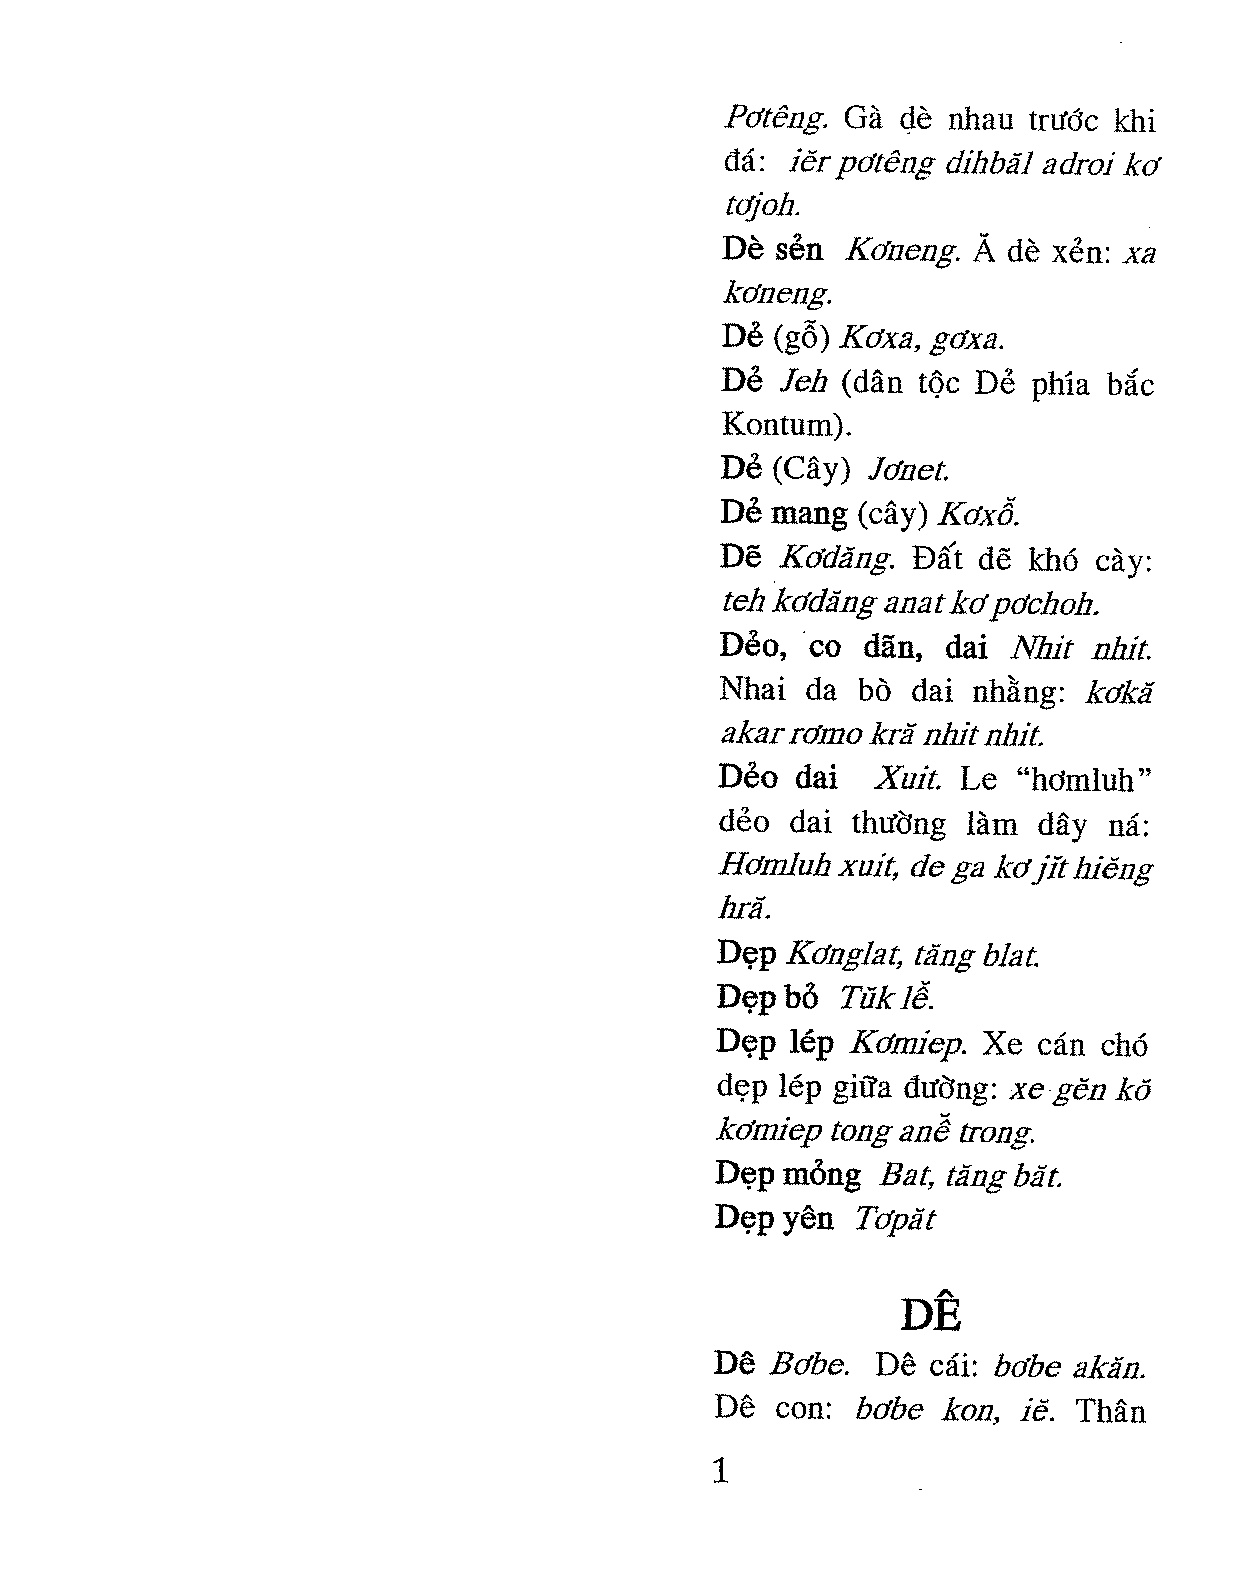 Pơtêng. Gà dè nhau trước khi
đá: iĕr pơtêng dihbăl adroi kơ
tơjoh.
Dè sẻn Kơneng. Ă dè xẻn: xa
kơneng.
Dẻ (gỗ) Kơxa, gơxa.
Dẻ Jeh (dân tộc Dẻ phía bắc
Kontum).
Dẻ (Cây) Jơnet.
Dẻ mang (cây) Kơxô̆.
Dẽ Kơdăng. Đất dẽ khó cày:
teh kơdăng anat kơ pơchoh.
Dẻo, co dãn, dai Nhit nhit.
Nhai da bò dai nhằng: kơkă
akar rơmo kră nhit nhit.
Dẻo dai Xuit. Le “hơmluh”
dẻo dai thường làm dây ná:
Hơmluh xuit, de ga kơ jĭt hiĕng
hră.
Dẹp Kơnglat, tăng blat.
Dẹp bỏ Tŭk lê̆.
Dẹp lép Kơmiep. Xe cán chó
dẹp lép giữa đường: xe gĕn kŏ
kơmiep tong anê̆ trong.
Dẹp mỏng Bat, tăng băt.
Dẹp yên Tơpăt
DÊ
Dê Bơbe. Dê cái: bơbe akăn.
Dê con: bơbe kon, iĕ. Thân
1